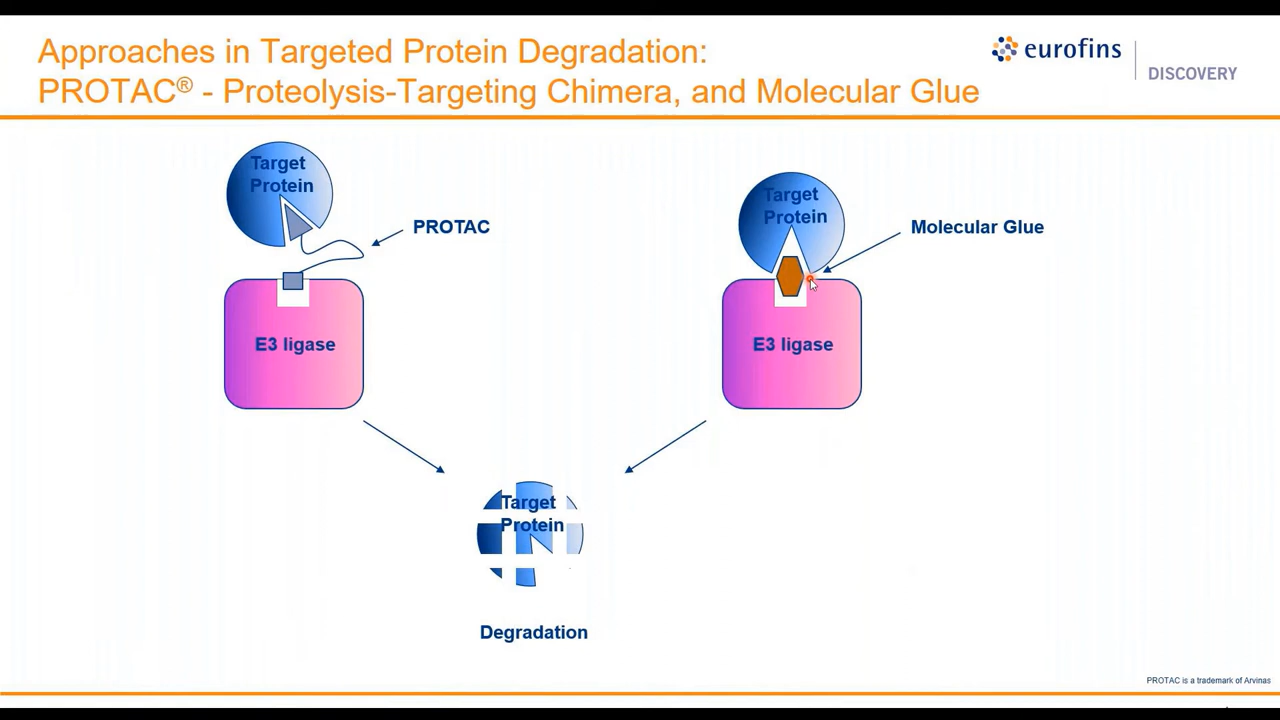 Approaches in Targeted Protein Degradation:
PROTAC® - Proteolysis-Targeting Chimera, and Molecular Glue
eurofins
DISCOVERY
Target
Protein
PROTAC
E3 ligase
Target
Protein
Molecular Glue
E3 ligase
Target
Protein
Degradation
PROTAC is a trademark of Arvinas